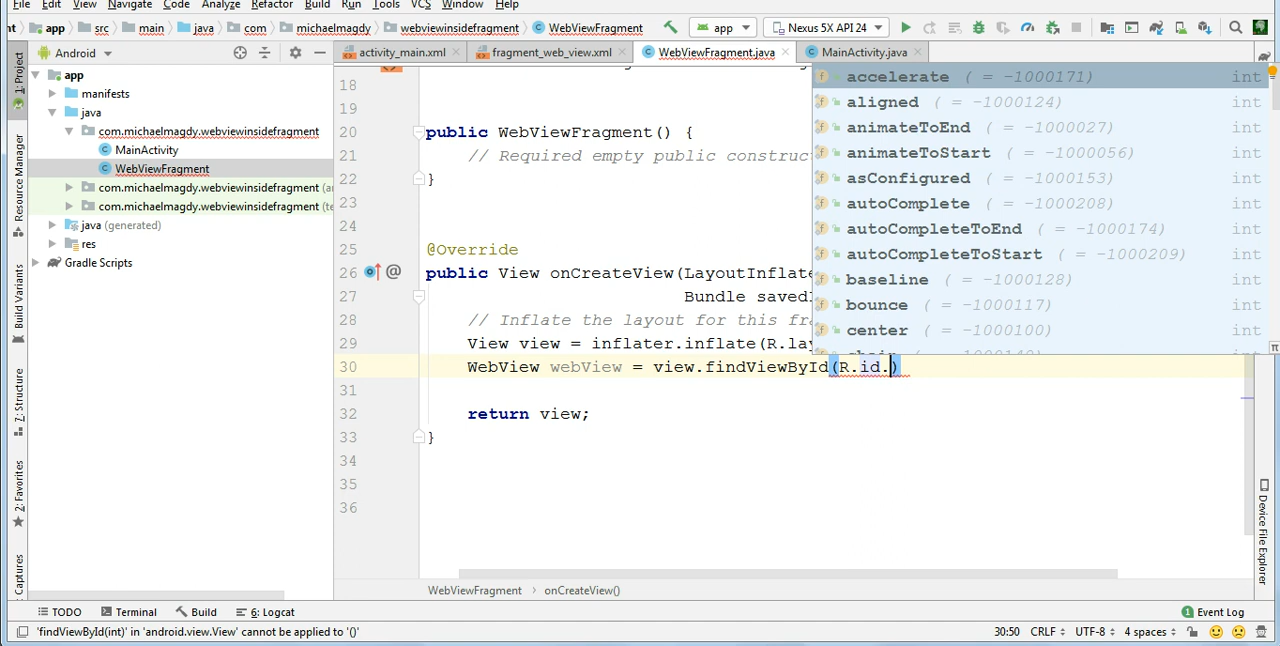 File Edit View Navigate Code Analyze Refactor Build Run Tools VCS Window Help
nt app src main java com michaelmagdy webviewinsidefragment WebViewFragment app Nexus 5X API 24
Android activity_main.xml fragment_web_view.xml WebViewFragment.java MainActivity.java
1: Project
Resource Manager
Build Variants
7: Structure
2: Favorites
Captures
app
manifests
java
com.michaelmagdy.webviewinsidefragment
MainActivity
WebViewFragment
com.michaelmagdy.webviewinsidefragment (a
com.michaelmagdy.webviewinsidefragment (te
java (generated)
res
Gradle Scripts
18
19
20 public WebViewFragment() {
21 // Required empty public construct
22 }
23
24
25 @Override
26 @ public View onCreateView(LayoutInflate
27 Bundle saved
28 // Inflate the layout for this fra
29 View view = inflater.inflate(R.lay
30 WebView webView = view.findViewById(R.id.)
31
32 return view;
33 }
34
35
36
accelerate ( = -1000171) int
aligned ( = -1000124) int
animateToEnd ( = -1000027) int
animateToStart ( = -1000056) int
asConfigured ( = -1000153) int
autoComplete ( = -1000208) int
autoCompleteToEnd ( = -1000174) int
autoCompleteToStart ( = -1000209) int
baseline ( = -1000128) int
bounce ( = -1000117) int
center ( = -1000100) int
Device File Explorer
WebViewFragment › onCreateView()
TODO Terminal Build 6: Logcat 1 Event Log
'findViewById(int)' in 'android.view.View' cannot be applied to '()' 30:50 CRLF UTF-8 4 spaces